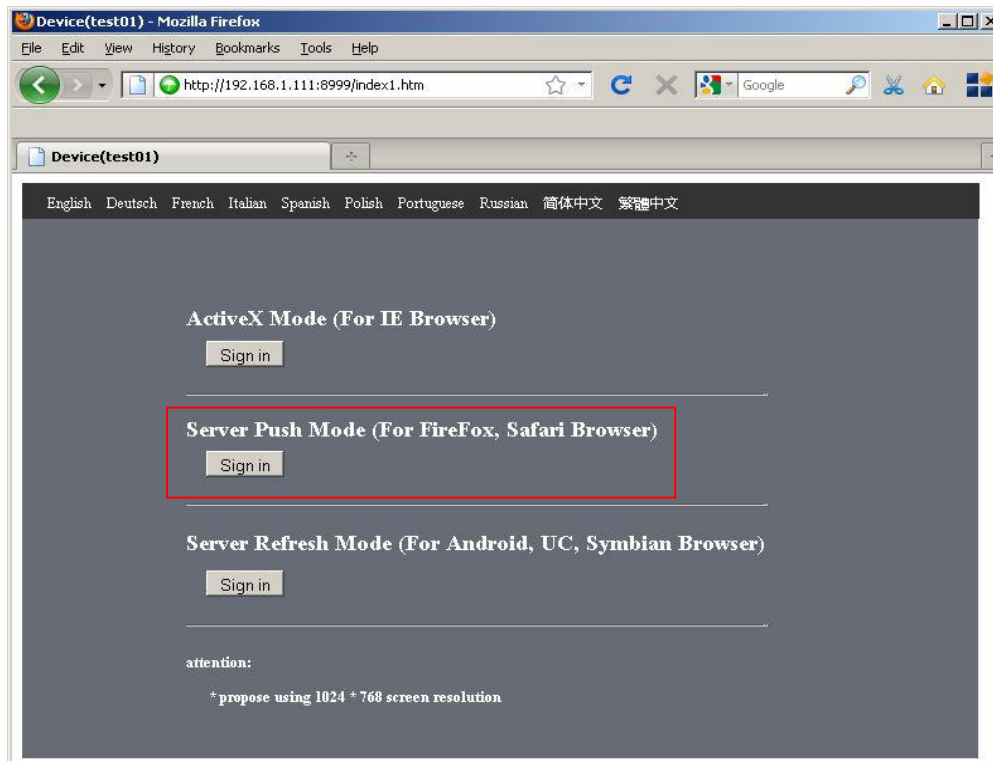 Device(test01) - Mozilla Firefox
File Edit View History Bookmarks Tools Help
http://192.168.1.111:8999/index1.htm Google
Device(test01)
English Deutsch French Italian Spanish Polish Portuguese Russian 简体中文 繁體中文
ActiveX Mode (For IE Browser)
Sign in
Server Push Mode (For FireFox, Safari Browser)
Sign in
Server Refresh Mode (For Android, UC, Symbian Browser)
Sign in
attention:
* propose using 1024 * 768 screen resolution